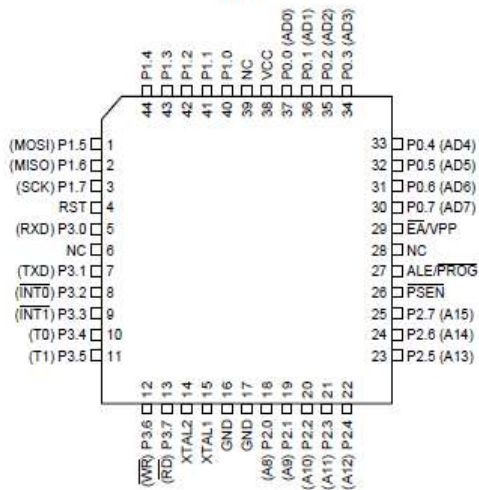 P1.4
P1.3
P1.2
P1.1
P1.0
NC
VCC
P0.0 (AD0)
P0.1 (AD1)
P0.2 (AD2)
P0.3 (AD3)
44
43
42
41
40
39
38
37
36
35
34
(MOSI) P1.5 1
(MISO) P1.6 2
(SCK) P1.7 3
RST 4
(RXD) P3.0 5
NC 6
(TXD) P3.1 7
(INT0) P3.2 8
(INT1) P3.3 9
(T0) P3.4 10
(T1) P3.5 11
33 P0.4 (AD4)
32 P0.5 (AD5)
31 P0.6 (AD6)
30 P0.7 (AD7)
29 EA/VPP
28 NC
27 ALE/PROG
26 PSEN
25 P2.7 (A15)
24 P2.6 (A14)
23 P2.5 (A13)
12
13
14
15
16
17
18
19
20
21
22
(WR) P3.6
(RD) P3.7
XTAL2
XTAL1
GND
GND
(A8) P2.0
(A9) P2.1
(A10) P2.2
(A11) P2.3
(A12) P2.4